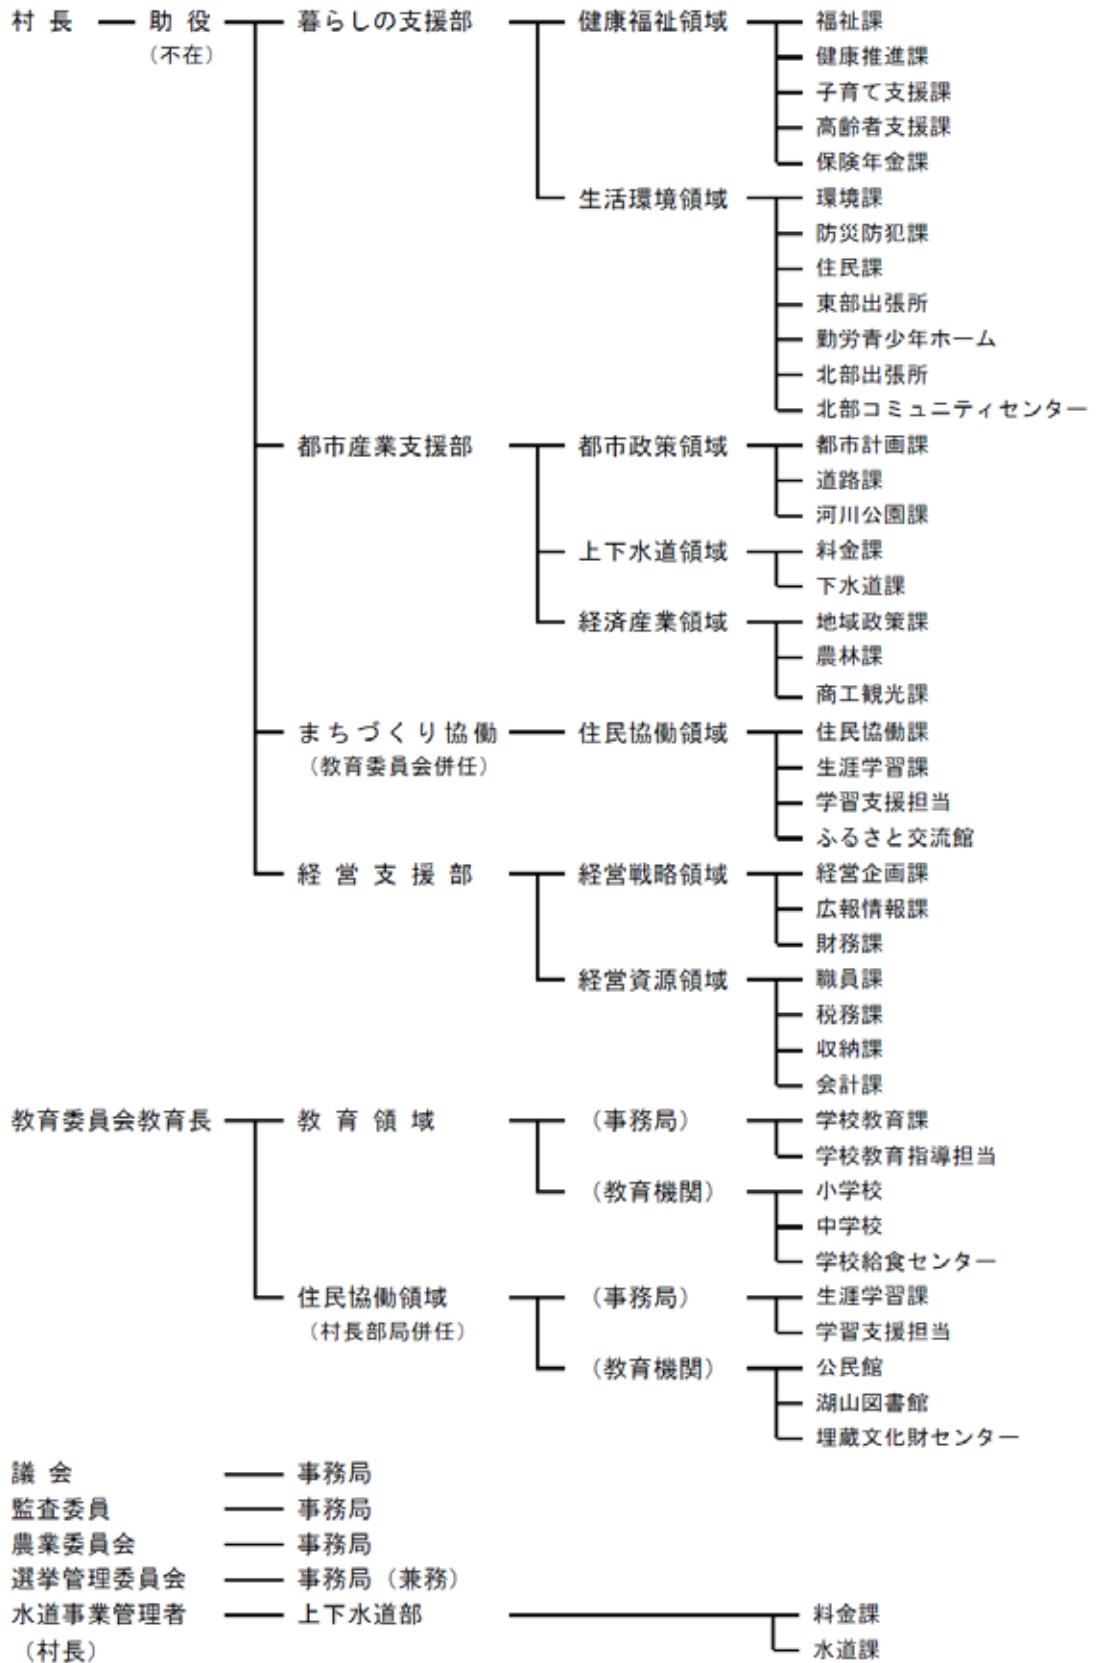 村長 助役 暮らしの支援部 健康福祉領域 福祉課
（不在） 健康推進課
子育て支援課
高齢者支援課
保険年金課
生活環境領域 環境課
防災防犯課
住民課
東部出張所
勤労青少年ホーム
北部出張所
北部コミュニティセンター
都市産業支援部 都市政策領域 都市計画課
道路課
河川公園課
上下水道領域 料金課
下水道課
経済産業領域 地域政策課
農林課
商工観光課
まちづくり協働 住民協働領域 住民協働課
（教育委員会併任） 生涯学習課
学習支援担当
ふるさと交流館
経営支援部 経営戦略領域 経営企画課
広報情報課
財務課
経営資源領域 職員課
税務課
収納課
会計課
教育委員会教育長 教育領域 （事務局） 学校教育課
学校教育指導担当
（教育機関） 小学校
中学校
学校給食センター
住民協働領域 （事務局） 生涯学習課
（村長部局併任） 学習支援担当
（教育機関） 公民館
湖山図書館
埋蔵文化財センター
議会 事務局
監査委員 事務局
農業委員会 事務局
選挙管理委員会 事務局（兼務）
水道事業管理者 上下水道部 料金課
（村長） 水道課